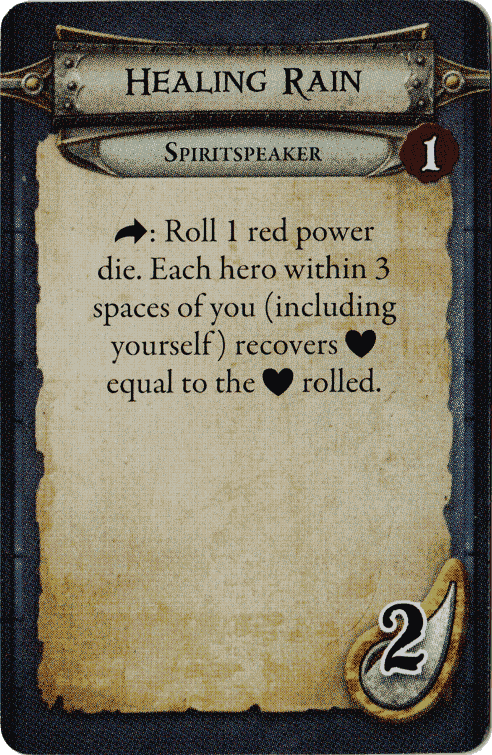 HEALING RAIN
SPIRITSPEAKER
1
: Roll 1 red power
die. Each hero within 3
spaces of you (including
yourself) recovers ♥
equal to the ♥ rolled.
2